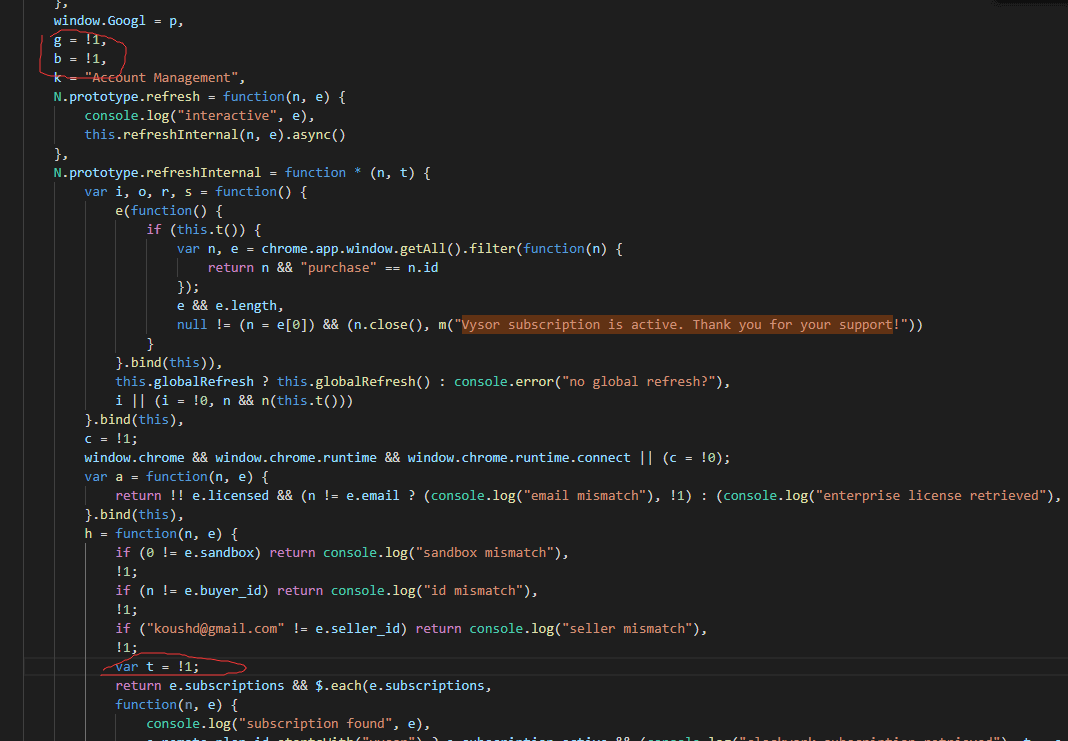 },
window.Googl = p,
g = !1,
b = !1,
k = "Account Management",
N.prototype.refresh = function(n, e) {
console.log("interactive", e),
this.refreshInternal(n, e).async()
},
N.prototype.refreshInternal = function * (n, t) {
var i, o, r, s = function() {
e(function() {
if (this.t()) {
var n, e = chrome.app.window.getAll().filter(function(n) {
return n && "purchase" == n.id
});
e && e.length,
null != (n = e[0]) && (n.close(), m("Vysor subscription is active. Thank you for your support!"))
}
}.bind(this)),
this.globalRefresh ? this.globalRefresh() : console.error("no global refresh?"),
i || (i = !0, n && n(this.t()))
}.bind(this),
c = !1;
window.chrome && window.chrome.runtime && window.chrome.runtime.connect || (c = !0);
var a = function(n, e) {
return !! e.licensed && (n != e.email ? (console.log("email mismatch"), !1) : (console.log("enterprise license retrieved"),
}.bind(this),
h = function(n, e) {
if (0 != e.sandbox) return console.log("sandbox mismatch"),
!1;
if (n != e.buyer_id) return console.log("id mismatch"),
!1;
if ("koushd@gmail.com" != e.seller_id) return console.log("seller mismatch"),
!1;
var t = !1;
return e.subscriptions && $.each(e.subscriptions,
function(n, e) {
console.log("subscription found", e),